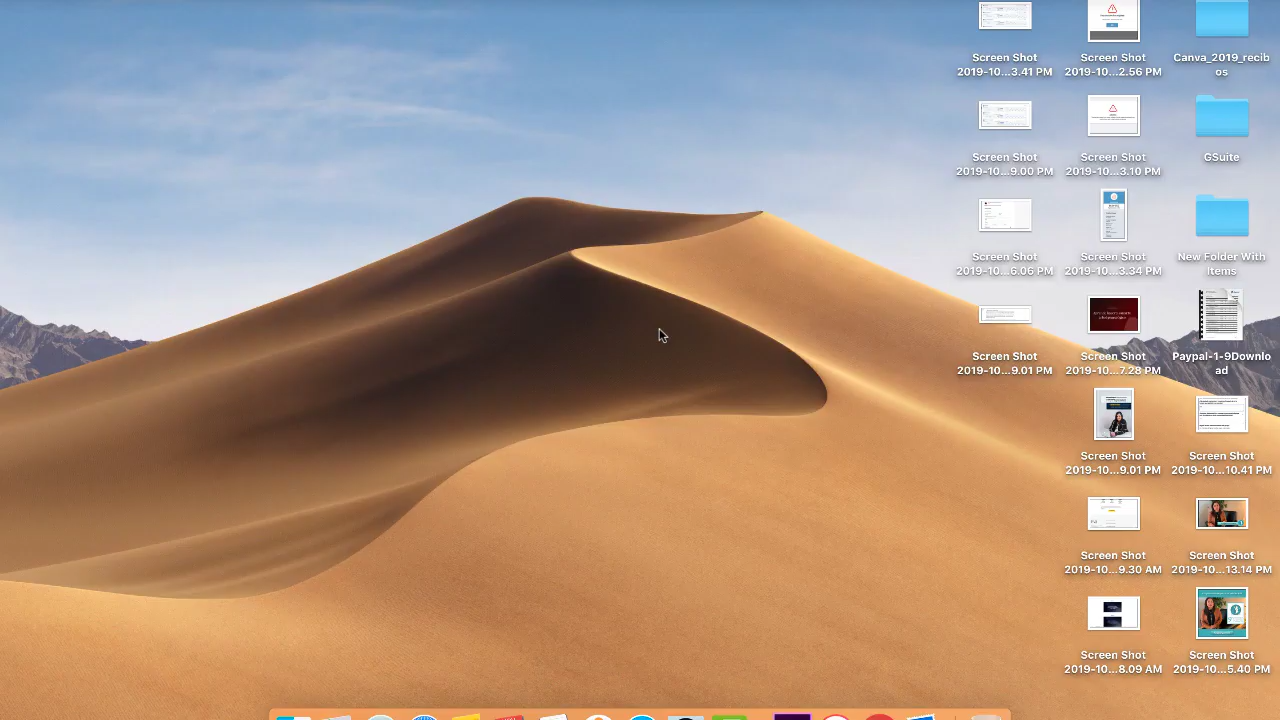 Screen Shot
2019-10...3.41 PM
Screen Shot
2019-10...2.56 PM
Canva_2019_recib
os
Screen Shot
2019-10...9.00 PM
Screen Shot
2019-10...3.10 PM
GSuite
Screen Shot
2019-10...6.06 PM
Screen Shot
2019-10...3.34 PM
New Folder With
Items
Screen Shot
2019-10...9.01 PM
Screen Shot
2019-10...7.28 PM
Paypal-1-9Downlo
ad
Screen Shot
2019-10...9.01 PM
Screen Shot
2019-10...10.41 PM
Screen Shot
2019-10...9.30 AM
Screen Shot
2019-10...13.14 PM
Screen Shot
2019-10...8.09 AM
Screen Shot
2019-10...5.40 PM